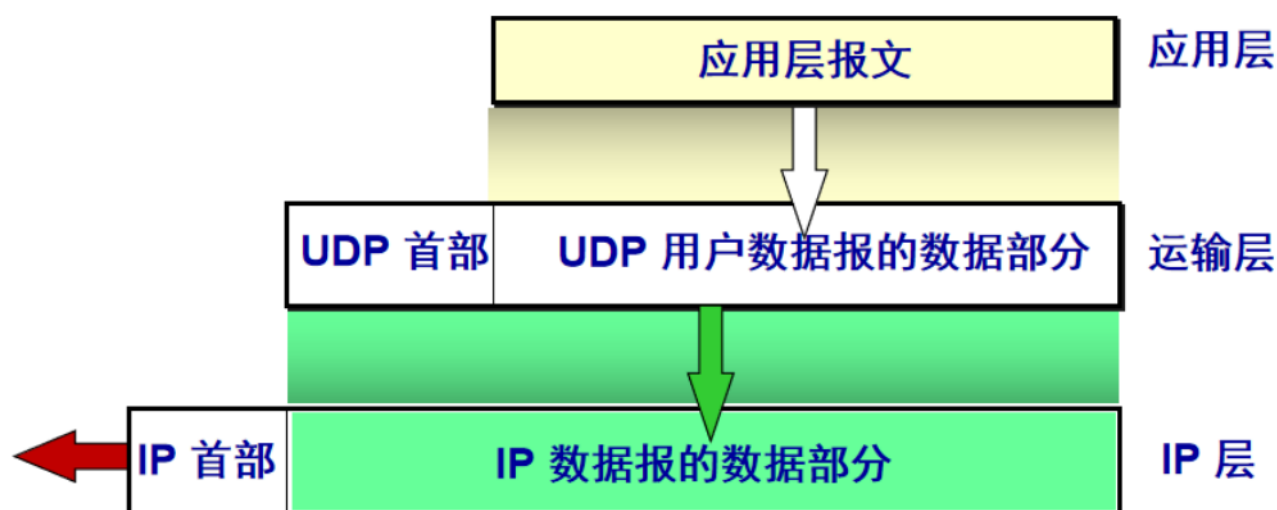 应用层报文
应用层
UDP 首部
UDP 用户数据报的数据部分
运输层
IP 首部
IP 数据报的数据部分
IP 层